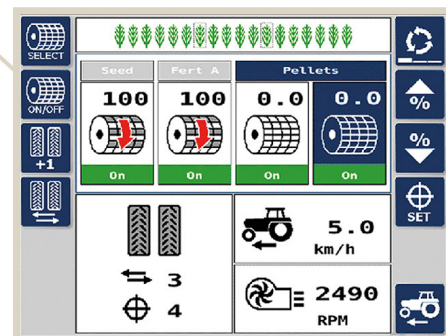 SELECT
ON/OFF
+1
Seed
Fert A
Pellets
100
100
0.0
0.0
On
On
On
On
3
4
5.0
km/h
2490
RPM
%
%
SET